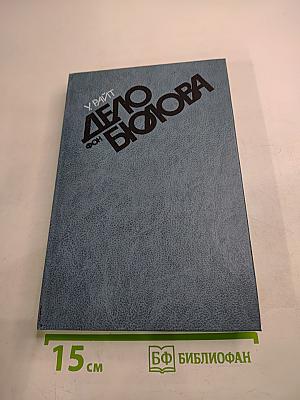 У. РАЙТ
ДЕЛО
ФОН
БЮЛОВА
15 см
БФ БИБЛИОФАН